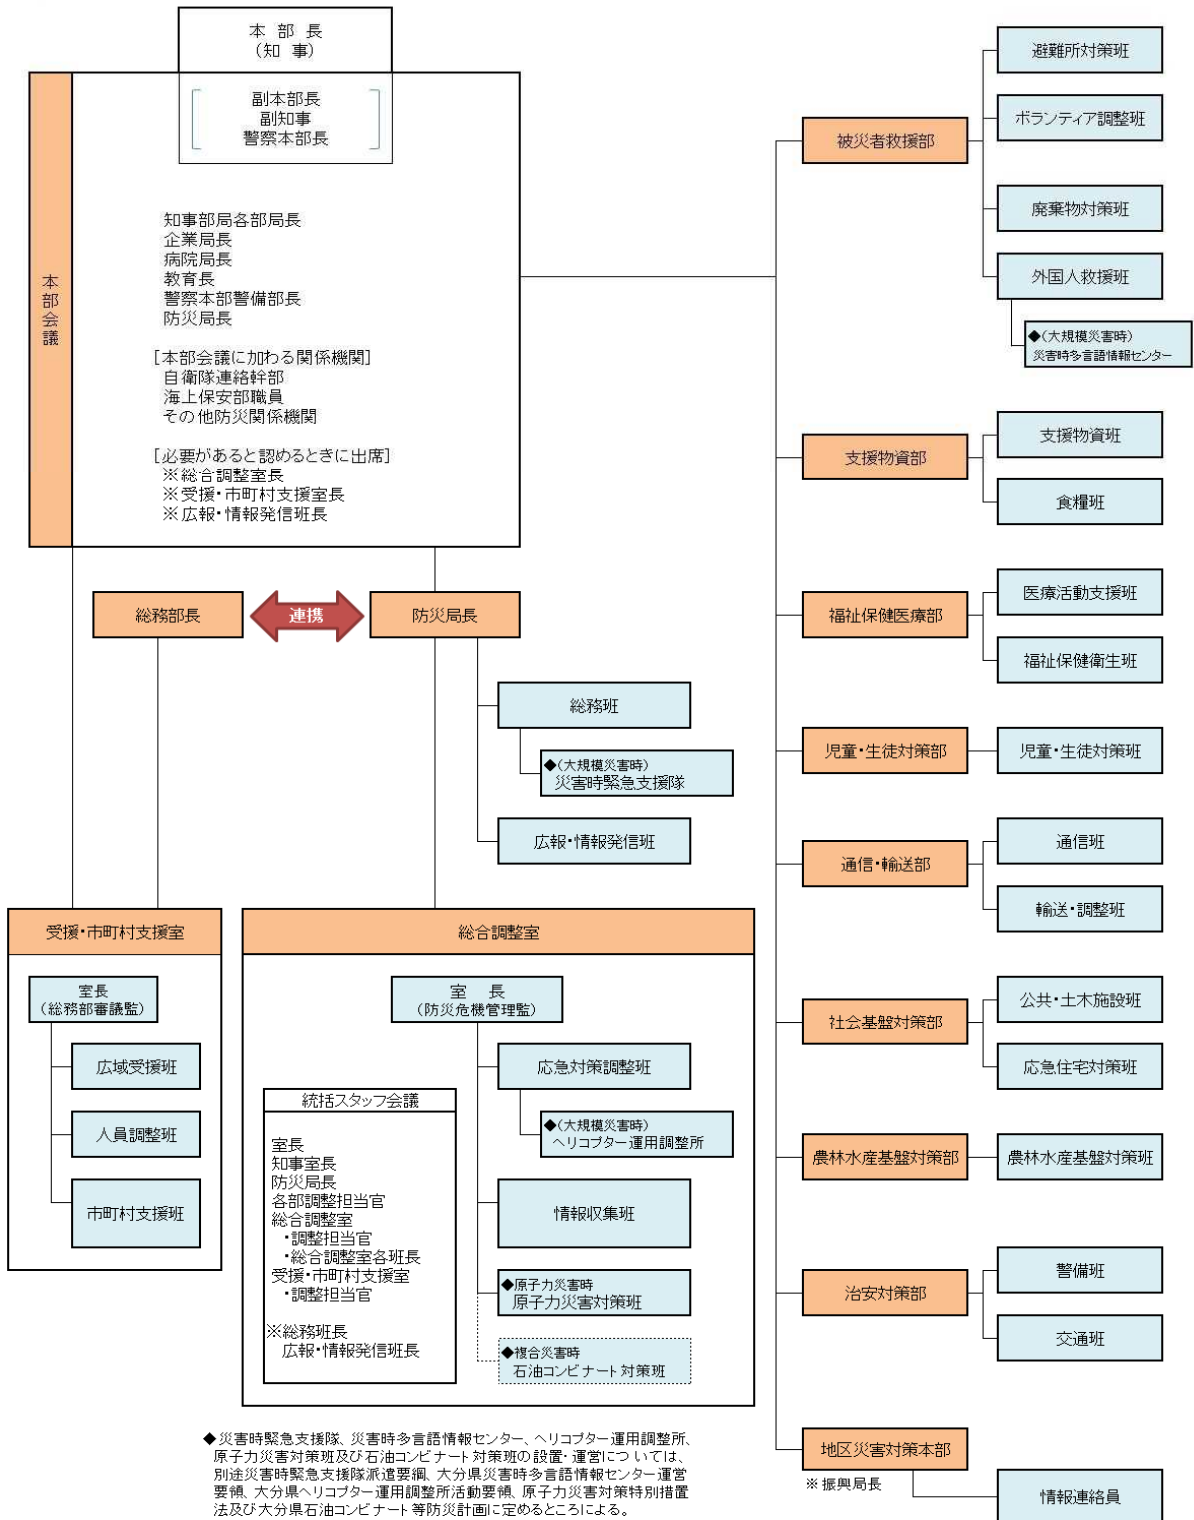 本 部 長
（知 事）
副本部長
副知事
警察本部長
本部会議
知事部局各部局長
企業局長
病院局長
教育長
警察本部警備部長
防災局長
［本部会議に加わる関係機関］
自衛隊連絡幹部
海上保安部職員
その他防災関係機関
［必要があると認めるときに出席］
※総合調整室長
※受援・市町村支援室長
※広報・情報発信班長
総務部長
連携
防災局長
総務班
◆（大規模災害時）
災害時緊急支援隊
広報・情報発信班
受援・市町村支援室
室長
（総務部審議監）
広域受援班
人員調整班
市町村支援班
総合調整室
室 長
（防災危機管理監）
応急対策調整班
◆（大規模災害時）
ヘリコプター運用調整所
情報収集班
◆原子力災害時
原子力災害対策班
◆複合災害時
石油コンビナート対策班
統括スタッフ会議
室長
知事室長
防災局長
各部調整担当官
総合調整室
・調整担当官
・総合調整室各班長
受援・市町村支援室
・調整担当官
※総務班長
広報・情報発信班長
被災者救援部
避難所対策班
ボランティア調整班
廃棄物対策班
外国人救援班
◆（大規模災害時）
災害時多言語情報センター
支援物資部
支援物資班
食糧班
福祉保健医療部
医療活動支援班
福祉保健衛生班
児童・生徒対策部
児童・生徒対策班
通信・輸送部
通信班
輸送・調整班
社会基盤対策部
公共・土木施設班
応急住宅対策班
農林水産基盤対策部
農林水産基盤対策班
治安対策部
警備班
交通班
地区災害対策本部
※振興局長
情報連絡員
◆災害時緊急支援隊、災害時多言語情報センター、ヘリコプター運用調整所、
原子力災害対策班及び石油コンビナート対策班の設置・運営については、
別途災害時緊急支援隊派遣要綱、大分県災害時多言語情報センター運営
要領、大分県ヘリコプター運用調整所活動要領、原子力災害対策特別措置
法及び大分県石油コンビナート等防災計画に定めるところによる。